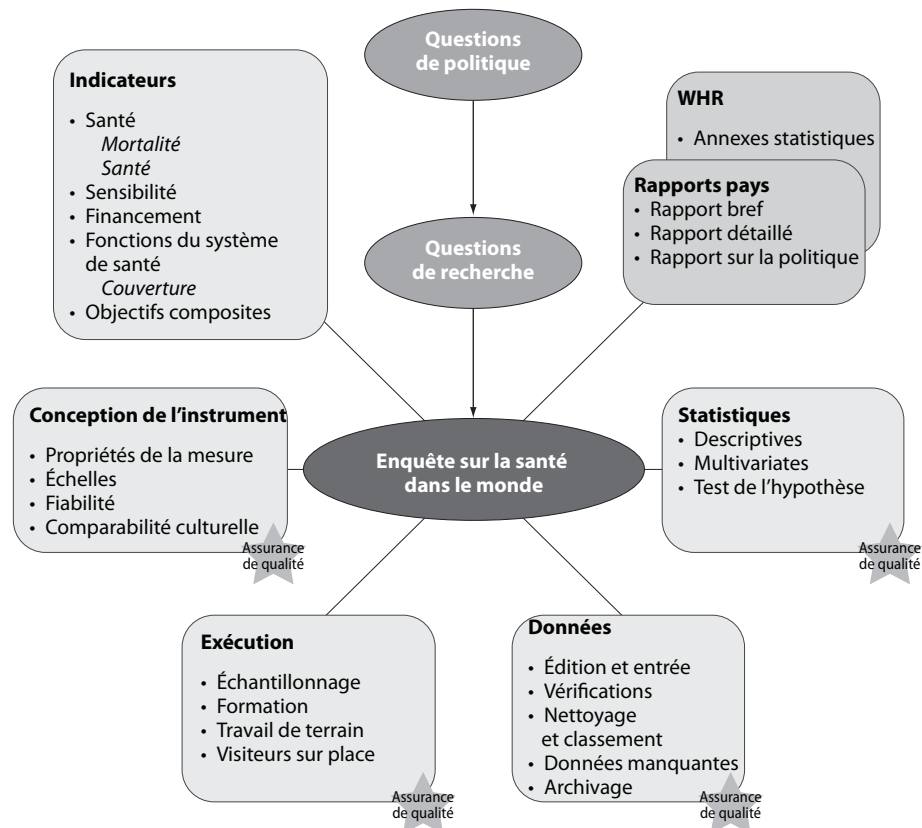 Questions
de politique
Indicateurs
• Santé
Mortalité
Santé
• Sensibilité
• Financement
• Fonctions du système
de santé
Couverture
• Objectifs composites
WHR
• Annexes statistiques
Rapports pays
• Rapport bref
• Rapport détaillé
• Rapport sur la politique
Questions
de recherche
Conception de l'instrument
• Propriétés de la mesure
• Échelles
• Fiabilité
• Comparabilité culturelle
Assurance
de qualité
Enquête sur la santé
dans le monde
Statistiques
• Descriptives
• Multivariates
• Test de l'hypothèse
Assurance
de qualité
Exécution
• Échantillonnage
• Formation
• Travail de terrain
• Visiteurs sur place
Assurance
de qualité
Données
• Édition et entrée
• Vérifications
• Nettoyage
et classement
• Données manquantes
• Archivage
Assurance
de qualité